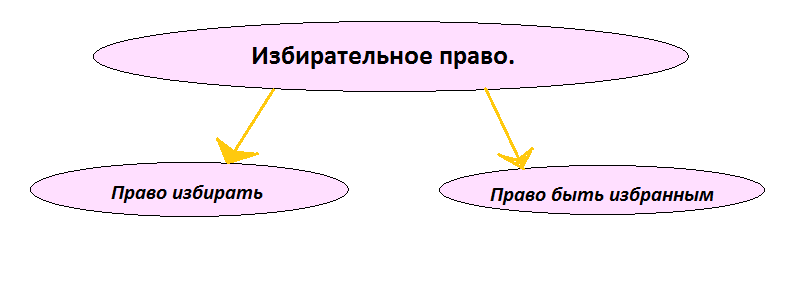 Избирательное право.
Право избирать
Право быть избранным